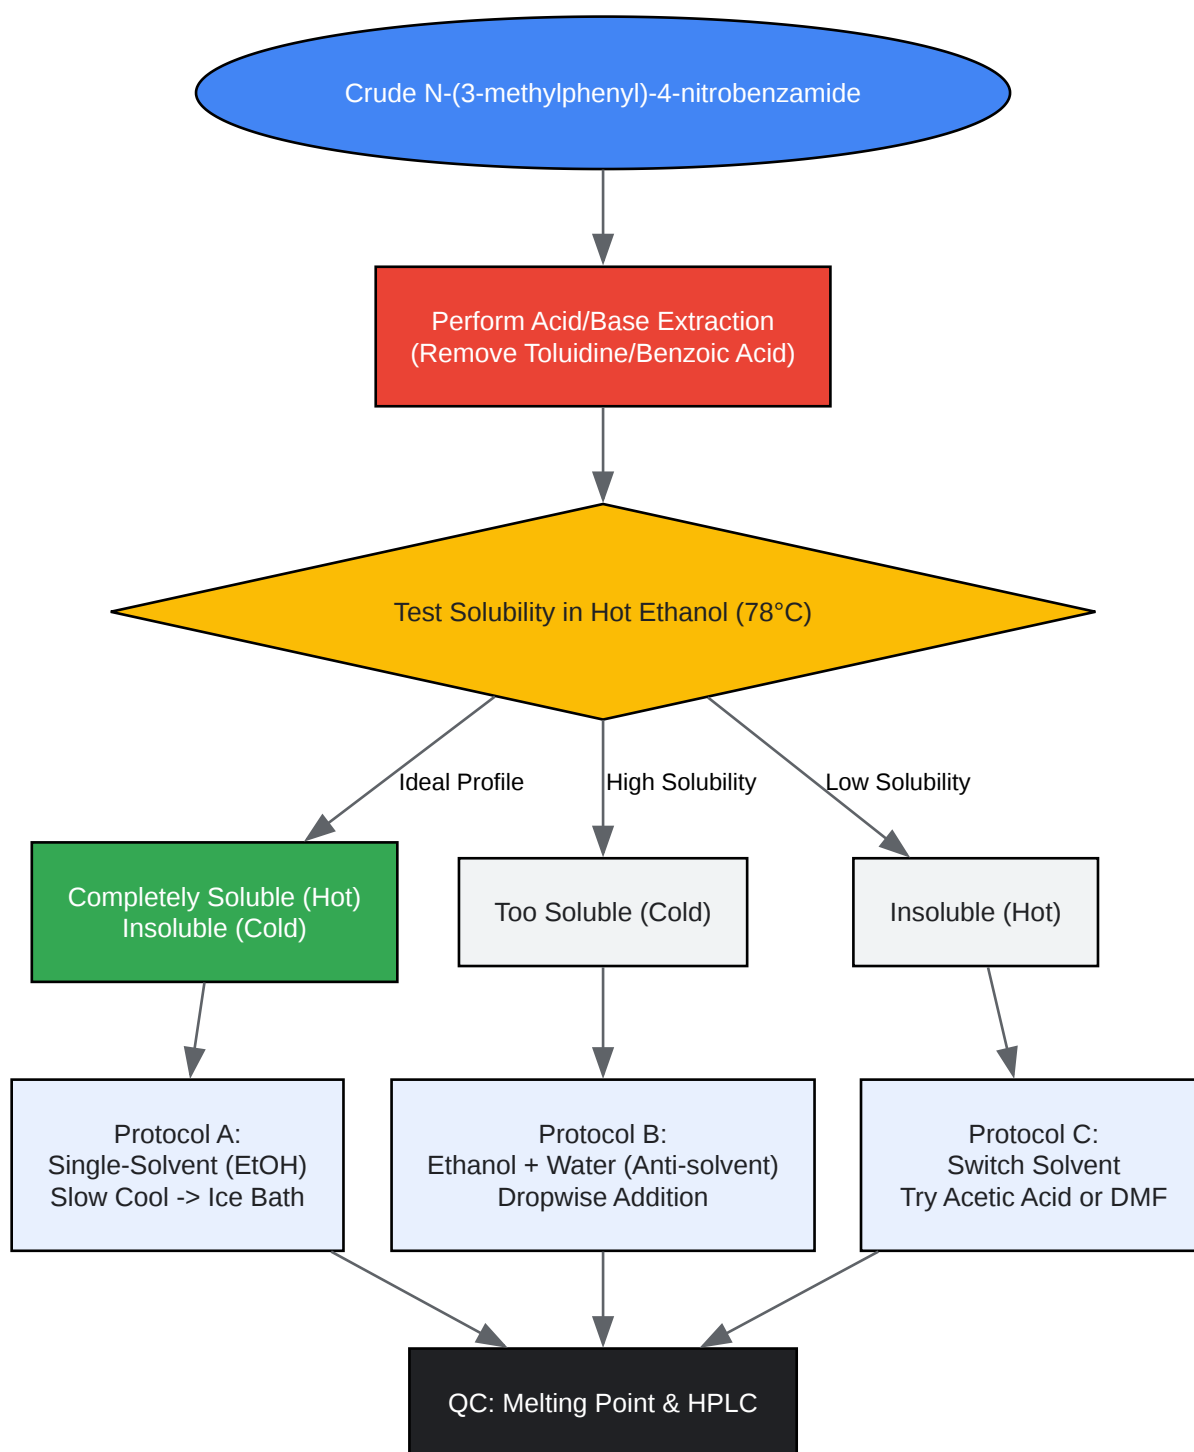 Crude N-(3-methylphenyl)-4-nitrobenzamide
Perform Acid/Base Extraction
(Remove Toluidine/Benzoic Acid)
Test Solubility in Hot Ethanol (78°C)
Ideal Profile
High Solubility
Low Solubility
Completely Soluble (Hot)
Insoluble (Cold)
Too Soluble (Cold)
Insoluble (Hot)
Protocol A:
Single-Solvent (EtOH)
Slow Cool -> Ice Bath
Protocol B:
Ethanol + Water (Anti-solvent)
Dropwise Addition
Protocol C:
Switch Solvent
Try Acetic Acid or DMF
QC: Melting Point & HPLC